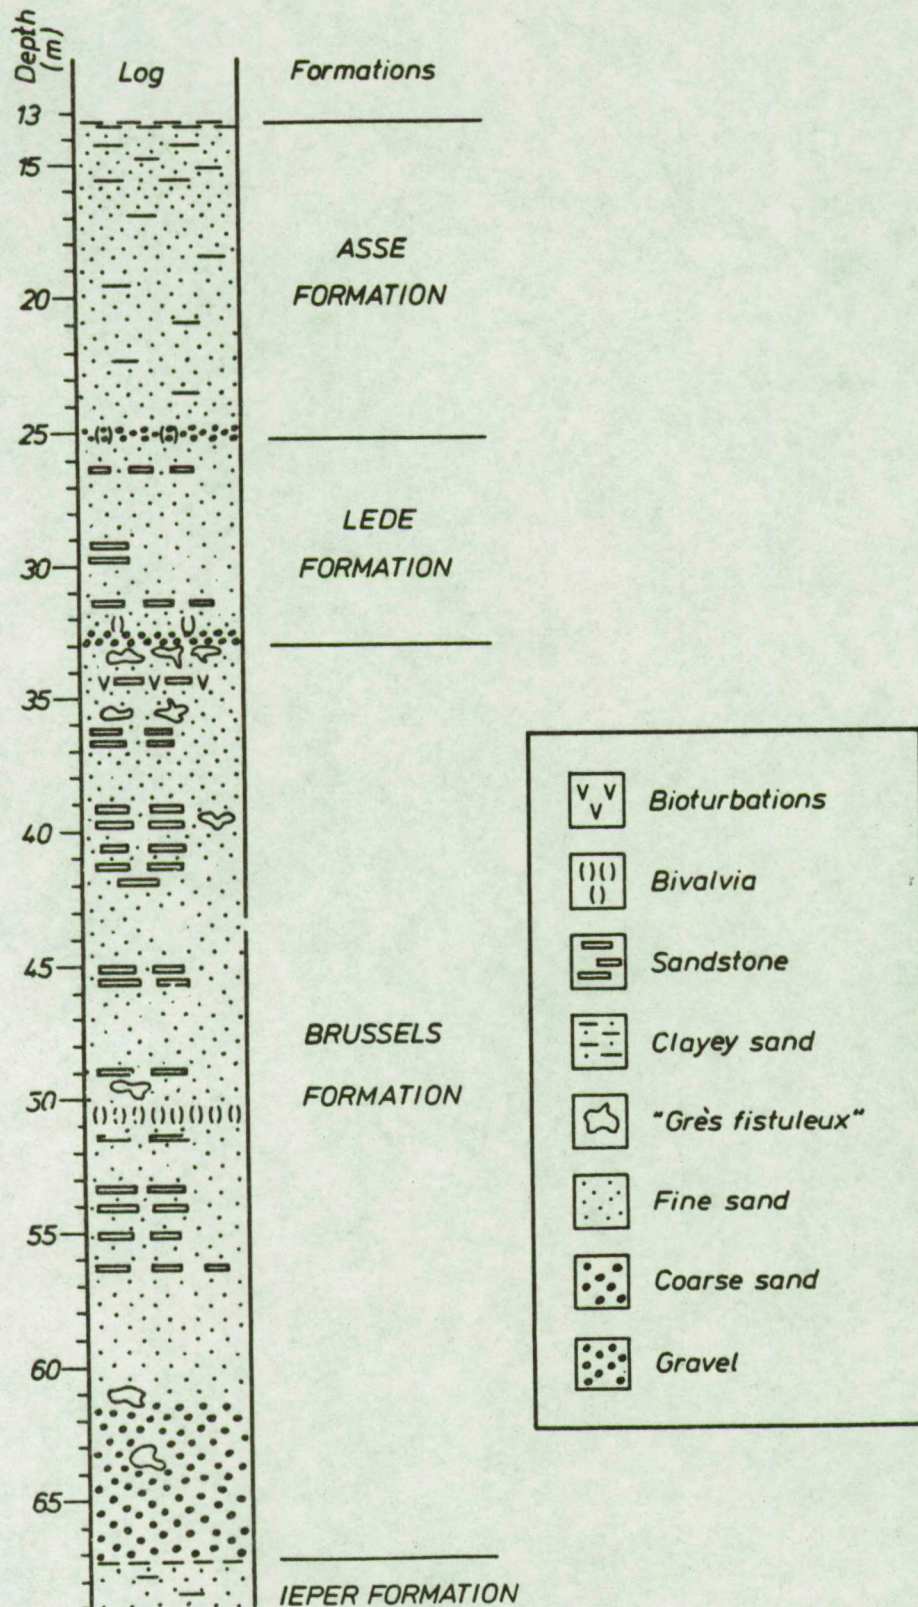 Depth
(m)
Log
Formations
13
15
20
25
30
35
40
45
50
55
60
65
ASSE
FORMATION
LEDE
FORMATION
BRUSSELS
FORMATION
IEPER FORMATION
Bioturbations
Bivalvia
Sandstone
Clayey sand
"Grès fistuleux"
Fine sand
Coarse sand
Gravel